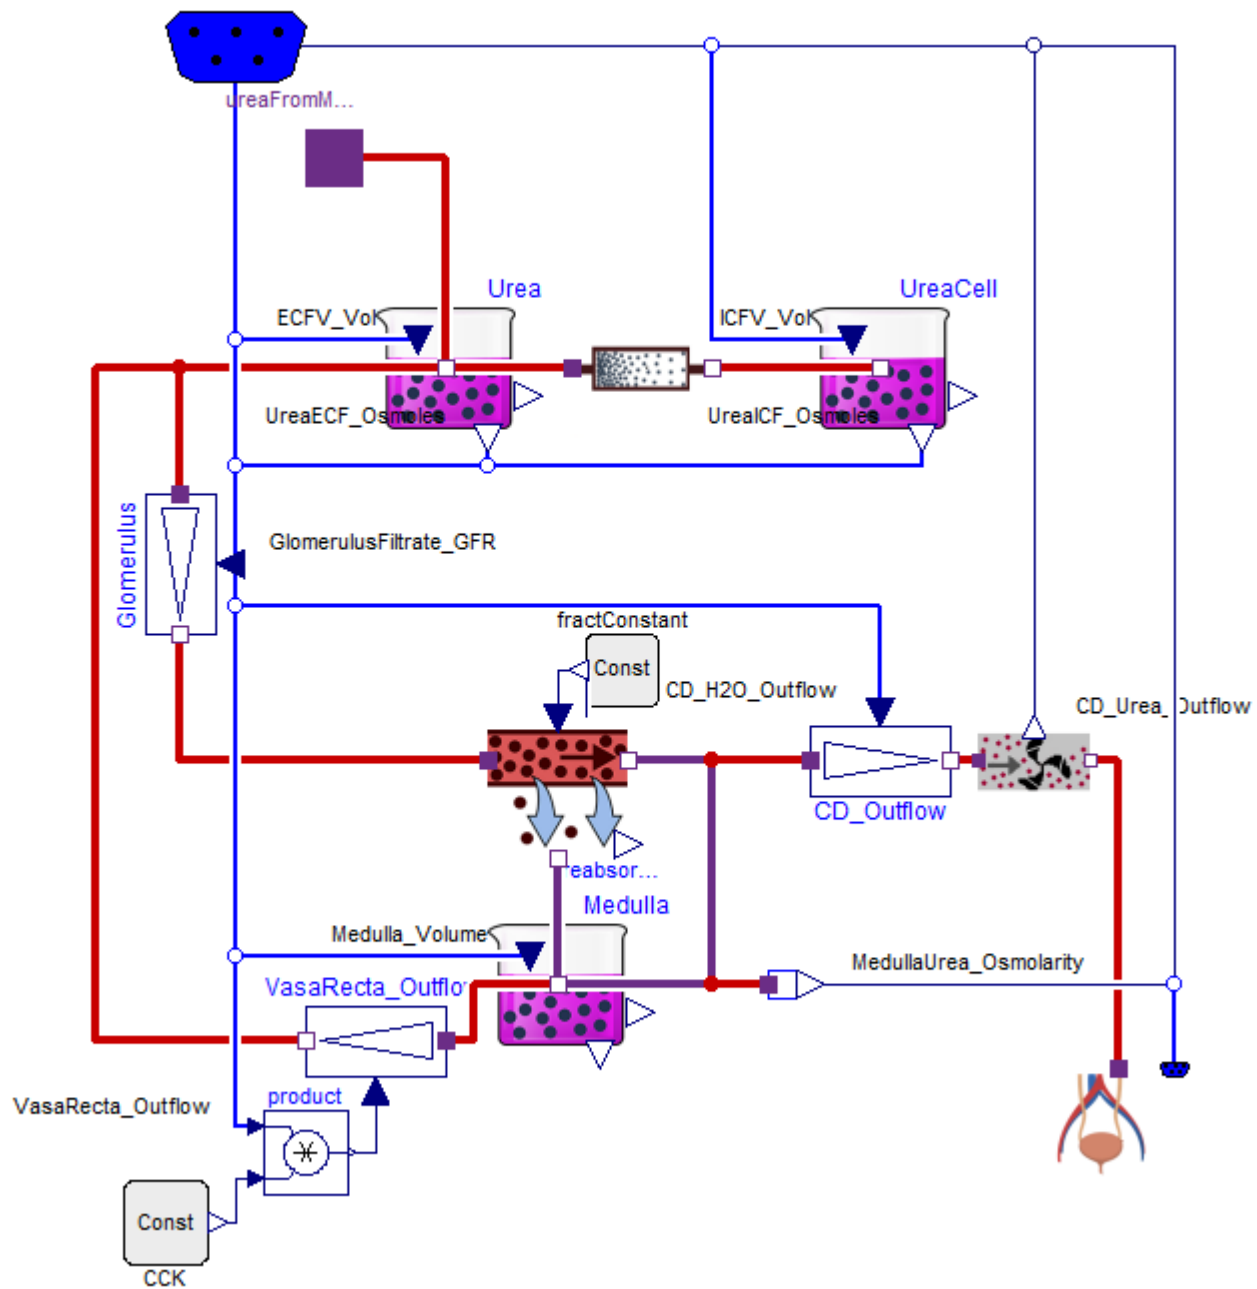 ureaFromM...
Urea
UreaCell
ECFV_Vol
ICFV_Vol
UreaECF_Osmoles
UreaICF_Osmoles
Glomerulus
GlomerulusFiltrate_GFR
fractConstant
Const
CD_H2O_Outflow
CD_Urea_Outflow
CD_Outflow
eabsor...
Medulla
Medulla_Volume
MedullaUrea_Osmolarity
VasaRecta_Outflo
product
VasaRecta_Outflow
Const
CCK